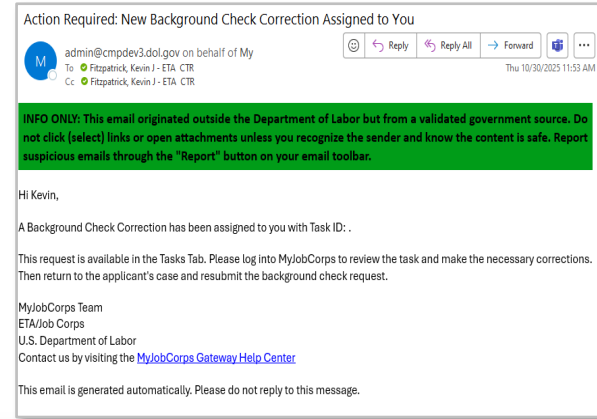 Action Required: New Background Check Correction Assigned to You
M
admin@cmpdev3.dol.gov on behalf of My
To Fitzpatrick, Kevin J - ETA CTR
Cc Fitzpatrick, Kevin J - ETA CTR
Reply
Reply All
Forward
Thu 10/30/2025 11:53 AM
INFO ONLY: This email originated outside the Department of Labor but from a validated government source. Do
not click (select) links or open attachments unless you recognize the sender and know the content is safe. Report
suspicious emails through the "Report" button on your email toolbar.
Hi Kevin,
A Background Check Correction has been assigned to you with Task ID: .
This request is available in the Tasks Tab. Please log into MyJobCorps to review the task and make the necessary corrections.
Then return to the applicant's case and resubmit the background check request.
MyJobCorps Team
ETA/Job Corps
U.S. Department of Labor
Contact us by visiting the MyJobCorps Gateway Help Center
This email is generated automatically. Please do not reply to this message.